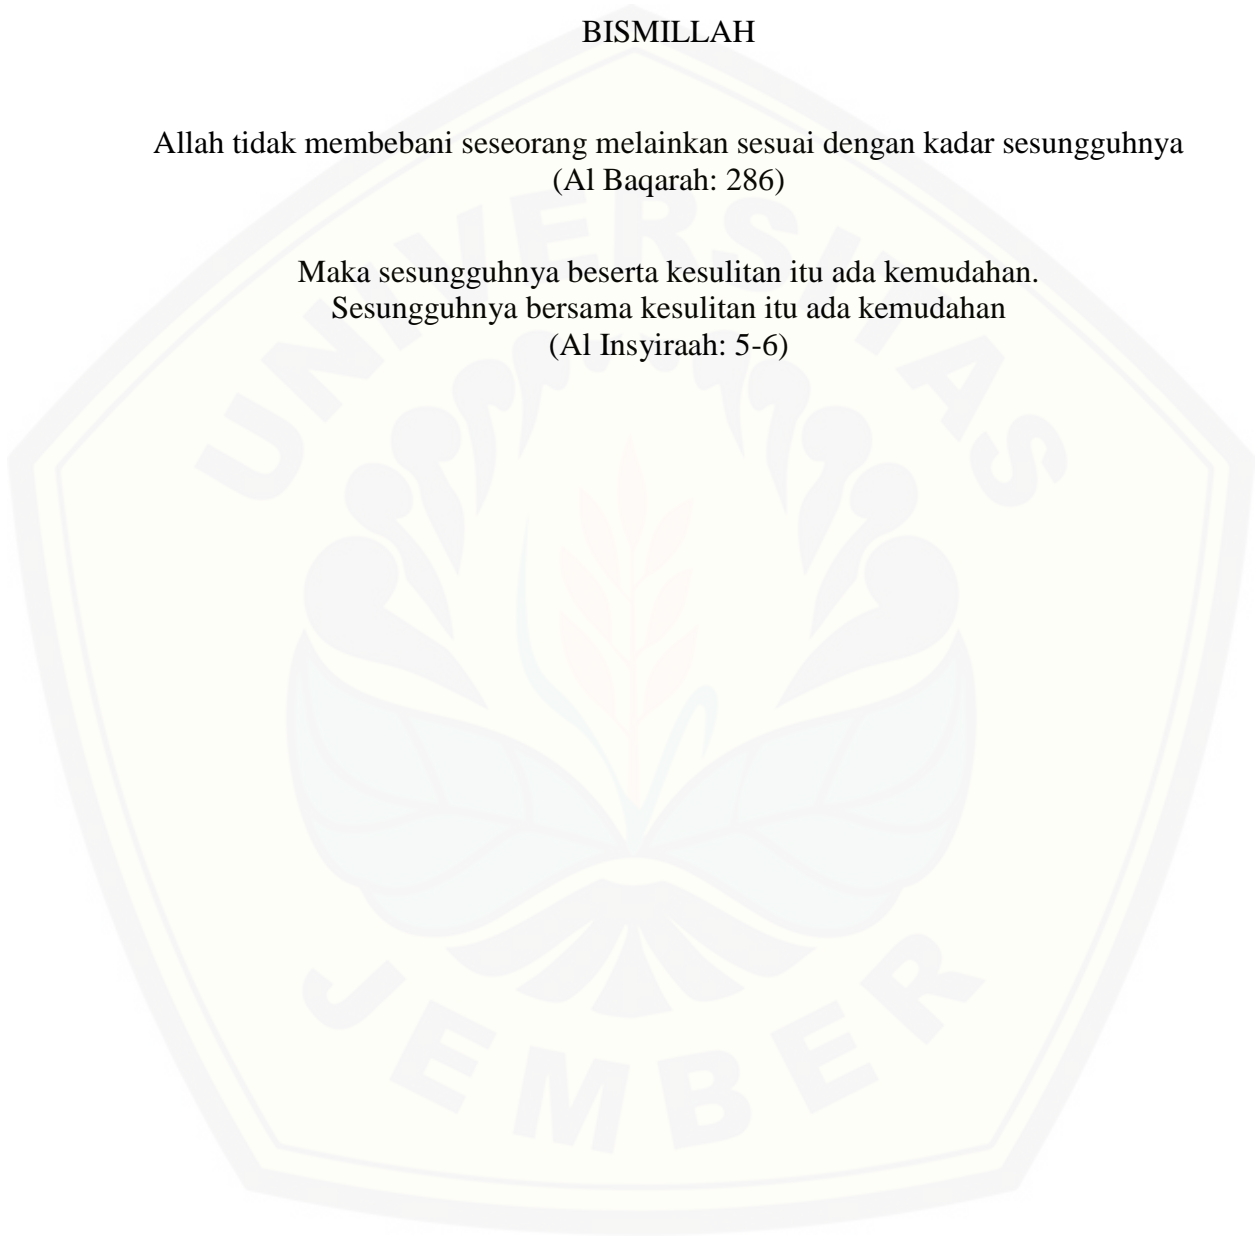 BISMILLAH
Allah tidak membebani seseorang melainkan sesuai dengan kadar sesungguhnya
(Al Baqarah: 286)
Maka sesungguhnya beserta kesulitan itu ada kemudahan.
Sesungguhnya bersama kesulitan itu ada kemudahan
(Al Insyiraah: 5-6)
UNIVERSITAS
JEMBER